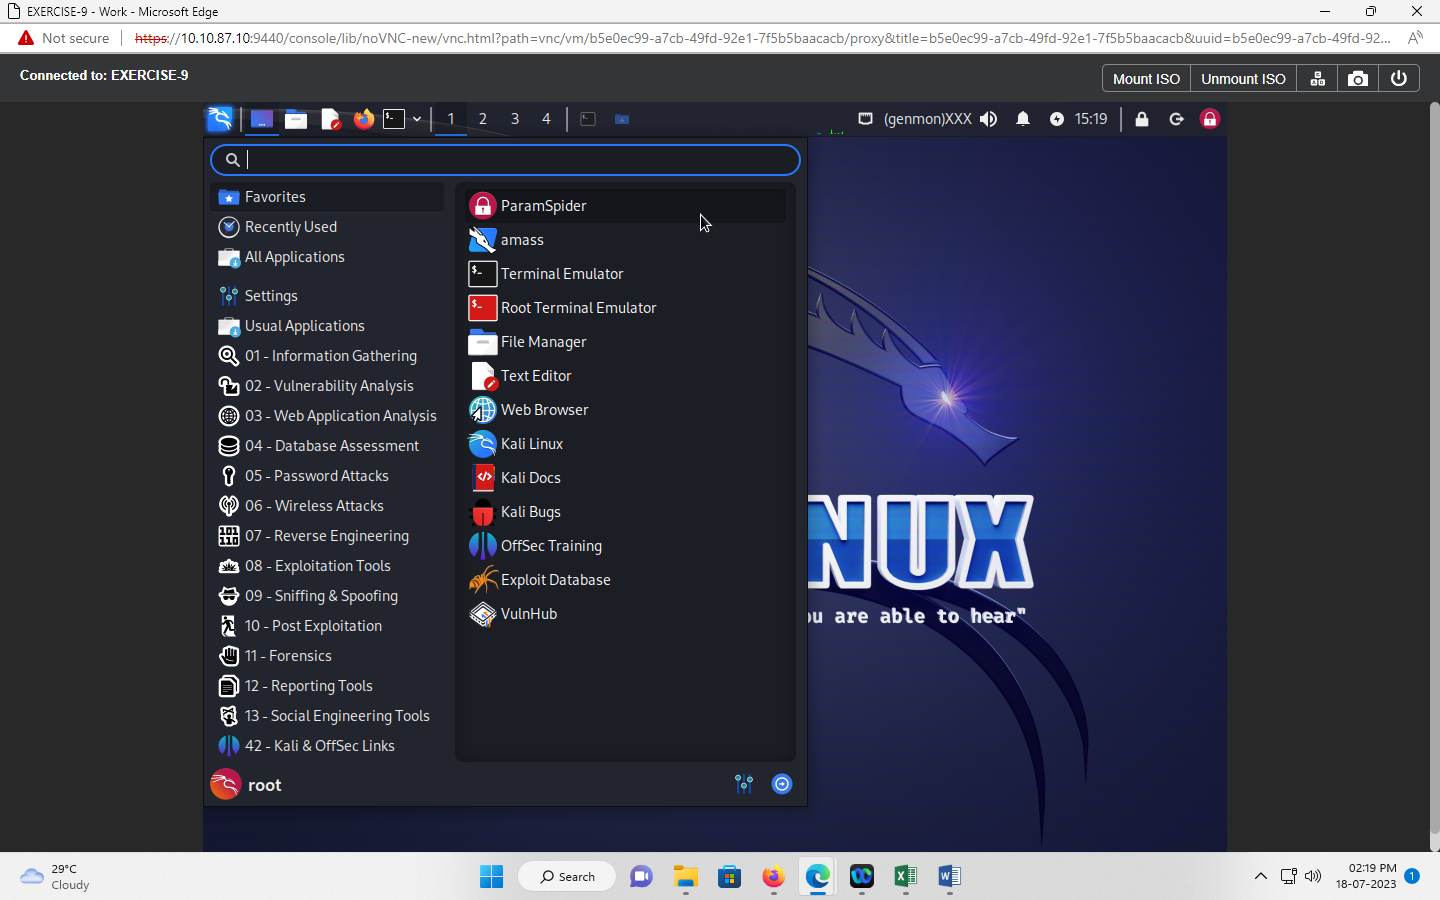 EXERCISE-9 - Work - Microsoft Edge
Not secure
https://10.10.87.10:9440/console/lib/noVNC-new/vnc.html?path=vnc/vm/b5e0ec99-a7cb-49fd-92e1-7f5b5baacacb/proxy&title=b5e0ec99-a7cb-49fd-92e1-7f5b5baacacb&uuid=b5e0ec99-a7cb-49fd-92...
Connected to: EXERCISE-9
Mount ISO
Unmount ISO
1 2 3 4
(genmon)XXX
15:19
Favorites
Recently Used
All Applications
Settings
Usual Applications
01 - Information Gathering
02 - Vulnerability Analysis
03 - Web Application Analysis
04 - Database Assessment
05 - Password Attacks
06 - Wireless Attacks
07 - Reverse Engineering
08 - Exploitation Tools
09 - Sniffing & Spoofing
10 - Post Exploitation
11 - Forensics
12 - Reporting Tools
13 - Social Engineering Tools
42 - Kali & OffSec Links
ParamSpider
amass
Terminal Emulator
Root Terminal Emulator
File Manager
Text Editor
Web Browser
Kali Linux
Kali Docs
Kali Bugs
OffSec Training
Exploit Database
VulnHub
root
NUX
ou are able to hear"
29°C
Cloudy
Search
02:19 PM
18-07-2023
1